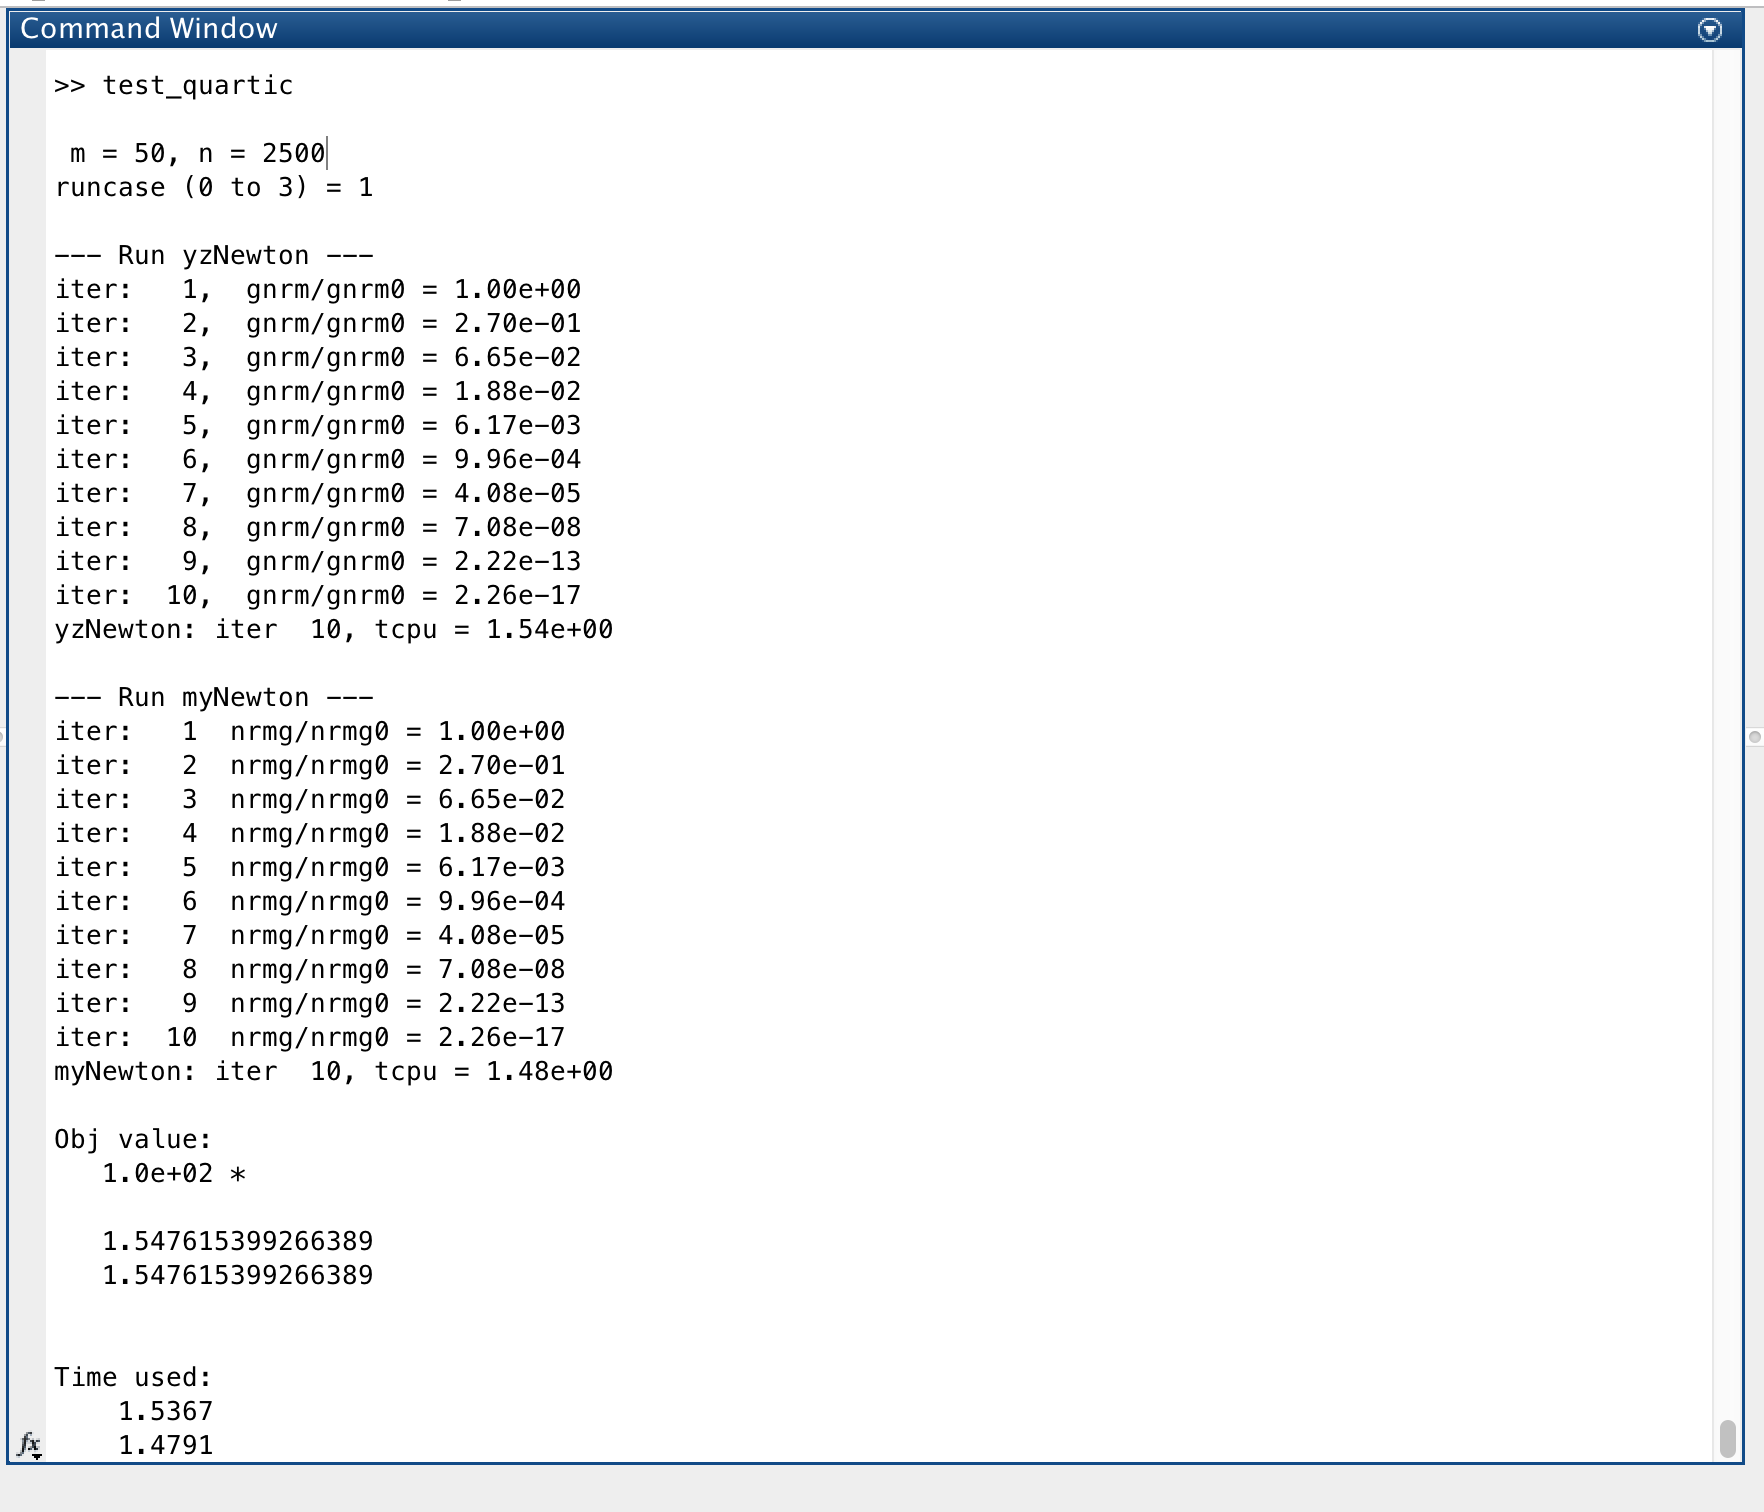 Command Window
>> test_quartic
m = 50, n = 2500
runcase (0 to 3) = 1
--- Run yzNewton ---
iter:   1,  gnrm/gnrm0 = 1.00e+00
iter:   2,  gnrm/gnrm0 = 2.70e-01
iter:   3,  gnrm/gnrm0 = 6.65e-02
iter:   4,  gnrm/gnrm0 = 1.88e-02
iter:   5,  gnrm/gnrm0 = 6.17e-03
iter:   6,  gnrm/gnrm0 = 9.96e-04
iter:   7,  gnrm/gnrm0 = 4.08e-05
iter:   8,  gnrm/gnrm0 = 7.08e-08
iter:   9,  gnrm/gnrm0 = 2.22e-13
iter:  10,  gnrm/gnrm0 = 2.26e-17
yzNewton: iter  10, tcpu = 1.54e+00
--- Run myNewton ---
iter:   1  nrmg/nrmg0 = 1.00e+00
iter:   2  nrmg/nrmg0 = 2.70e-01
iter:   3  nrmg/nrmg0 = 6.65e-02
iter:   4  nrmg/nrmg0 = 1.88e-02
iter:   5  nrmg/nrmg0 = 6.17e-03
iter:   6  nrmg/nrmg0 = 9.96e-04
iter:   7  nrmg/nrmg0 = 4.08e-05
iter:   8  nrmg/nrmg0 = 7.08e-08
iter:   9  nrmg/nrmg0 = 2.22e-13
iter:  10  nrmg/nrmg0 = 2.26e-17
myNewton: iter  10, tcpu = 1.48e+00
Obj value:
1.0e+02 *
1.547615399266389
1.547615399266389
Time used:
1.5367
fx 1.4791